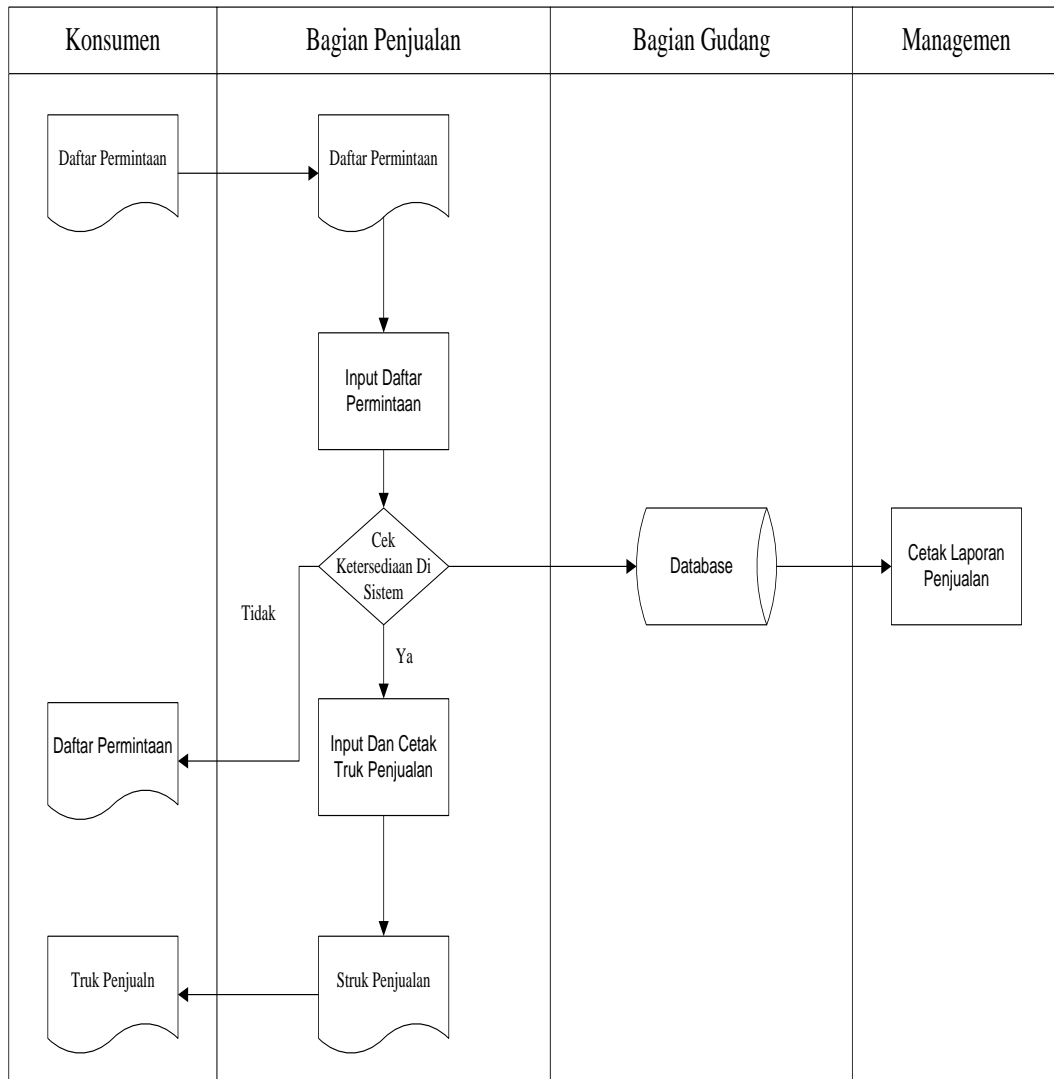 Konsumen
Bagian Penjualan
Bagian Gudang
Managemen
Daftar Permintaan
Daftar Permintaan
Input Daftar
Permintaan
Cek
Ketersediaan Di
Sistem
Database
Cetak Laporan
Penjualan
Tidak
Ya
Daftar Permintaan
Input Dan Cetak
Truk Penjualan
Truk Penjualn
Struk Penjualan